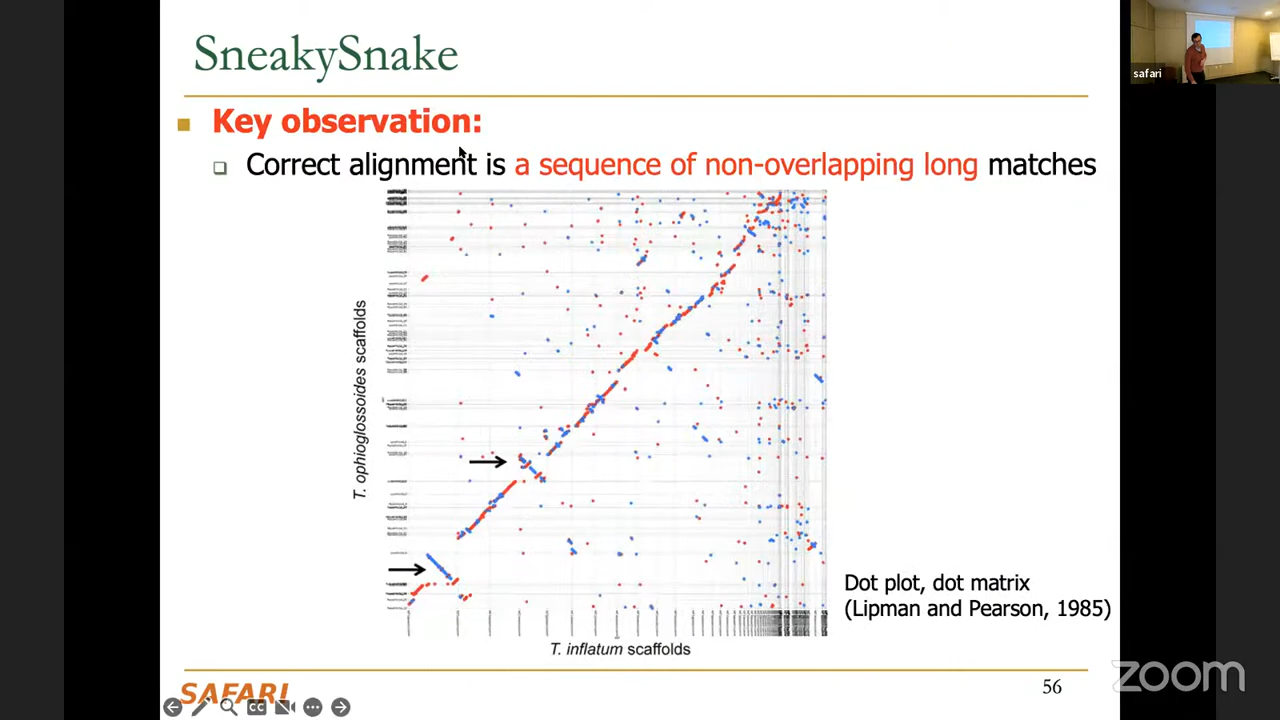 SneakySnake
safari
Key observation:
Correct alignment is a sequence of non-overlapping long matches
T. ophioglossoides scaffolds
Dot plot, dot matrix
(Lipman and Pearson, 1985)
T. inflatum scaffolds
SAFARI
56
zoom